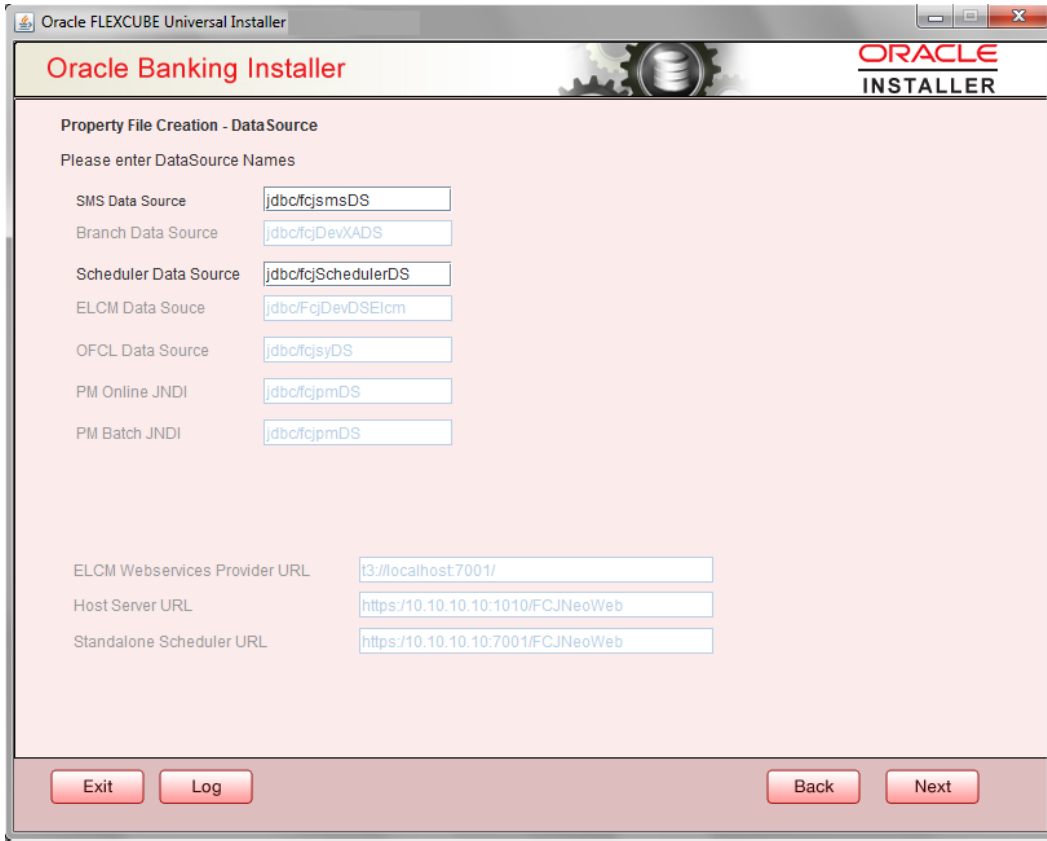 Oracle FLEXCUBE Universal Installer
Oracle Banking Installer
ORACLE
INSTALLER
Property File Creation - DataSource
Please enter DataSource Names
SMS Data Source jdbc/fcjsmsDS
Branch Data Source jdbc/fcjDevXADS
Scheduler Data Source jdbc/fcjSchedulerDS
ELCM Data Souce jdbc/FcjDevDSElcm
OFCL Data Source jdbc/fcjsyDS
PM Online JNDI jdbc/fcjpmDS
PM Batch JNDI jdbc/fcjpmDS
ELCM Webservices Provider URL t3://localhost:7001/
Host Server URL https:/10.10.10.10:1010/FCJNeoWeb
Standalone Scheduler URL https:/10.10.10.10:7001/FCJNeoWeb
Exit Log Back Next